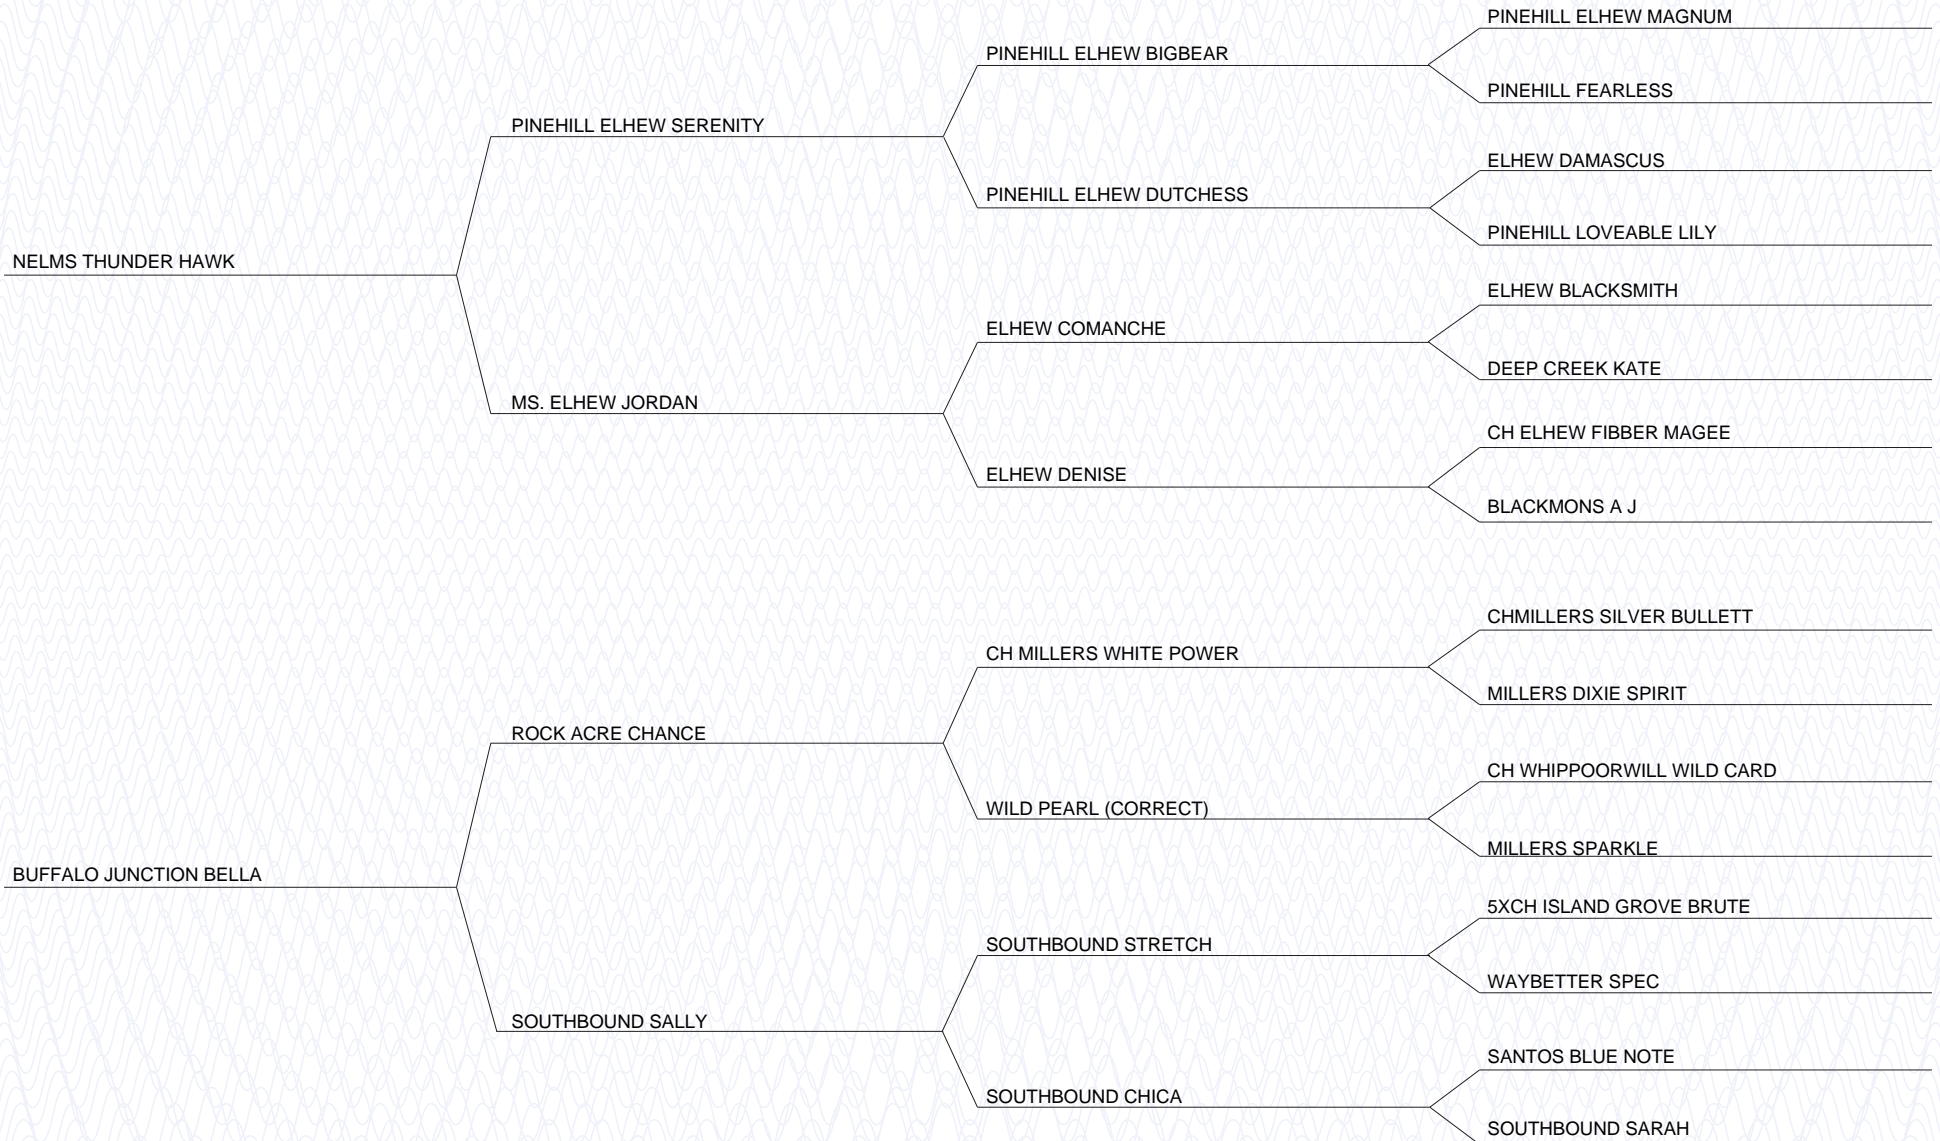 PINEHILL ELHEW MAGNUM
PINEHILL ELHEW BIGBEAR
PINEHILL FEARLESS
PINEHILL ELHEW SERENITY
ELHEW DAMASCUS
PINEHILL ELHEW DUTCHESS
PINEHILL LOVEABLE LILY
NELMS THUNDER HAWK
ELHEW BLACKSMITH
ELHEW COMANCHE
DEEP CREEK KATE
MS. ELHEW JORDAN
CH ELHEW FIBBER MAGEE
ELHEW DENISE
BLACKMONS A J
CHMILLERS SILVER BULLETT
CH MILLERS WHITE POWER
MILLERS DIXIE SPIRIT
ROCK ACRE CHANCE
CH WHIPPOORWILL WILD CARD
WILD PEARL (CORRECT)
MILLERS SPARKLE
BUFFALO JUNCTION BELLA
5XCH ISLAND GROVE BRUTE
SOUTHBOUND STRETCH
WAYBETTER SPEC
SOUTHBOUND SALLY
SANTOS BLUE NOTE
SOUTHBOUND CHICA
SOUTHBOUND SARAH